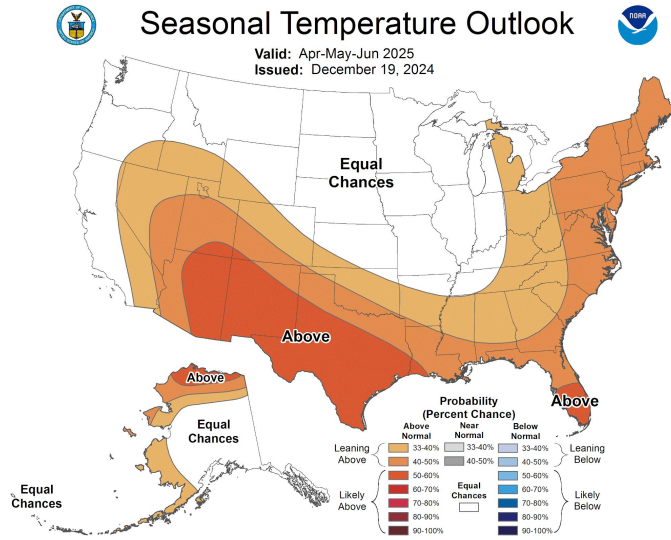 Seasonal Temperature Outlook
NOAA
Valid: Apr-May-Jun 2025
Issued: December 19, 2024
Equal
Chances
Above
Above
Above
Equal
Chances
Equal
Chances
Probability
(Percent Chance)
Above
Normal
Near
Normal
Below
Normal
Leaning
Above
33-40%
40-50%
33-40%
40-50%
33-40%
40-50%
Leaning
Below
Likely
Above
50-60%
60-70%
70-80%
80-90%
90-100%
Equal
Chances
50-60%
60-70%
70-80%
80-90%
90-100%
Likely
Below